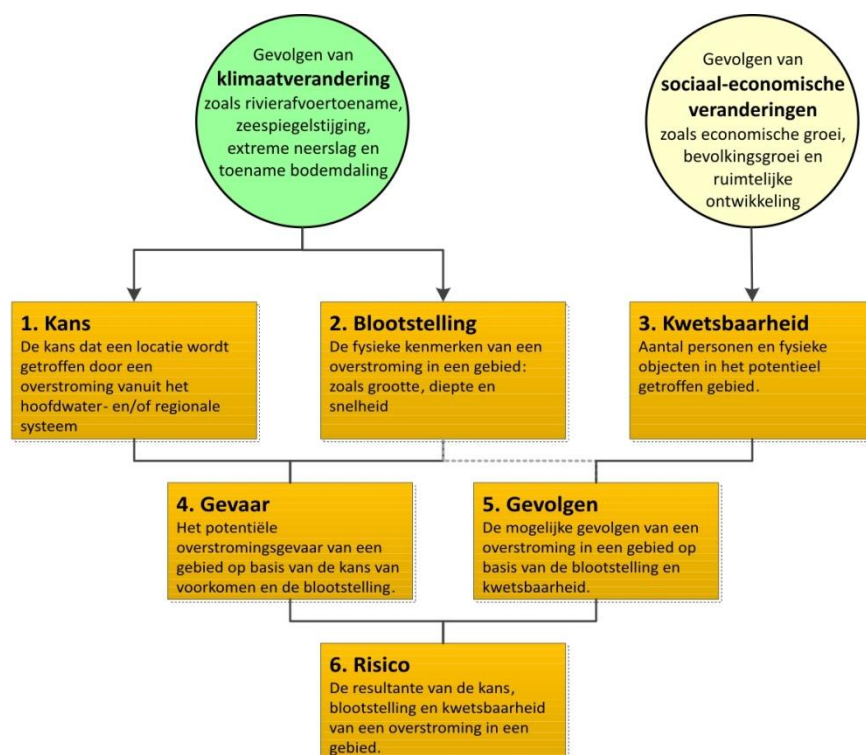 Gevolgen van
klimaatverandering
zoals rivierafvoertoename,
zeespiegelstijging,
extreme neerslag en
toename bodemdaling
Gevolgen van
sociaal-economische
veranderingen
zoals economische groei,
bevolkingsgroei en
ruimtelijke
ontwikkeling
1. Kans
De kans dat een locatie wordt
getroffen door een
overstroming vanuit het
hoofdwater- en/of regionale
systeem
2. Blootstelling
De fysieke kenmerken van een
overstroming in een gebied:
zoals grootte, diepte en
snelheid
3. Kwetsbaarheid
Aantal personen en fysieke
objecten in het potentieel
getroffen gebied.
4. Gevaar
Het potentiële
overstromingsgevaar van een
gebied op basis van de kans van
voorkomen en de blootstelling.
5. Gevolgen
De mogelijke gevolgen van een
overstroming in een gebied op
basis van de blootstelling en
kwetsbaarheid.
6. Risico
De resultante van de kans,
blootstelling en kwetsbaarheid
van een overstroming in een
gebied.